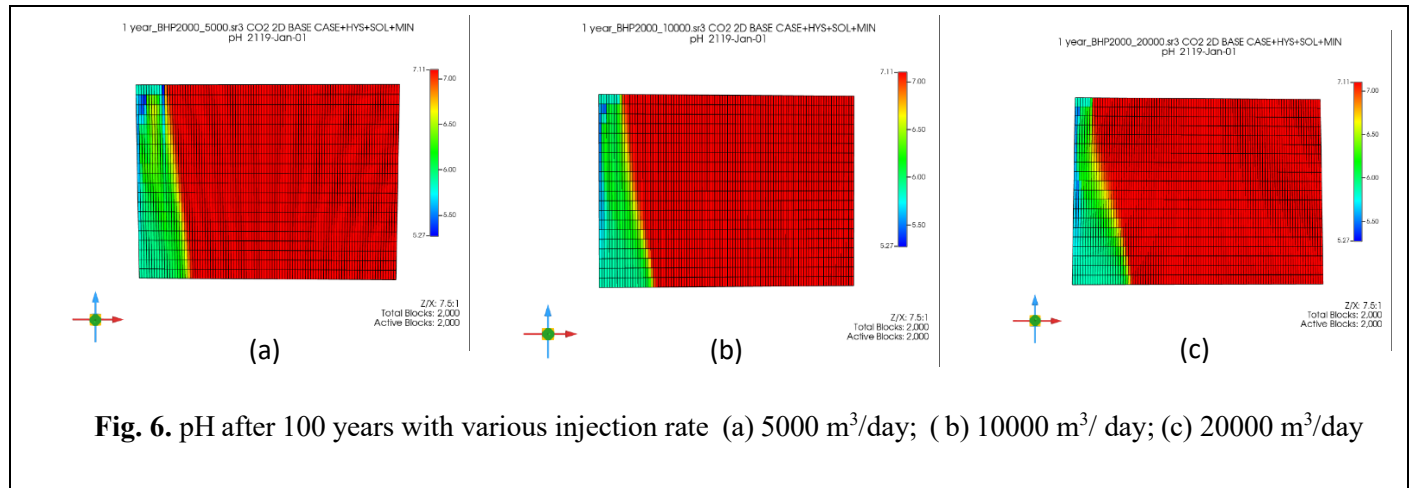 1 year_BHP2000_5000.sr3 CO2 2D BASE CASE+HYS+SOL+MIN
pH 2119-Jan-01
7.11
7.00
6.50
6.00
5.50
5.27
Z/X: 7.5:1
Total Blocks: 2,000
Active Blocks: 2,000
(a)
1 year_BHP2000_10000.sr3 CO2 2D BASE CASE+HYS+SOL+MIN
pH 2119-Jan-01
7.11
7.00
6.50
6.00
5.50
5.27
Z/X: 7.5:1
Total Blocks: 2,000
Active Blocks: 2,000
(b)
1 year_BHP2000_20000.sr3 CO2 2D BASE CASE+HYS+SOL+MIN
pH 2119-Jan-01
7.11
7.00
6.50
6.00
5.50
5.27
Z/X: 7.5:1
Total Blocks: 2,000
Active Blocks: 2,000
(c)
Fig. 6. pH after 100 years with various injection rate (a) 5000 m³/day; ( b) 10000 m³/ day; (c) 20000 m³/day